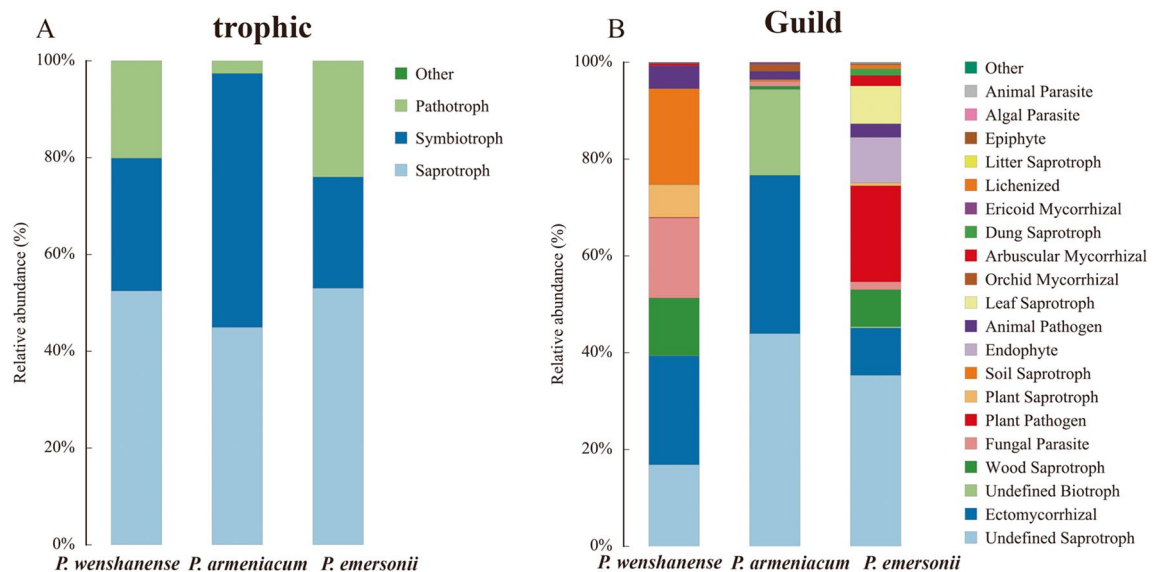 A
trophic
Relative abundance (%)
100%
80%
60%
40%
20%
0%
P. wenshanense P. armeniacum P. emersonii
Other
Pathotroph
Symbiotroph
Saprotroph
B
Guild
Relative abundance (%)
100%
80%
60%
40%
20%
0%
P. wenshanense P. armeniacum P. emersonii
Other
Animal Parasite
Algal Parasite
Epiphyte
Litter Saprotroph
Lichenized
Ericoid Mycorrhizal
Dung Saprotroph
Arbuscular Mycorrhizal
Orchid Mycorrhizal
Leaf Saprotroph
Animal Pathogen
Endophyte
Soil Saprotroph
Plant Saprotroph
Plant Pathogen
Fungal Parasite
Wood Saprotroph
Undefined Biotroph
Ectomycorrhizal
Undefined Saprotroph